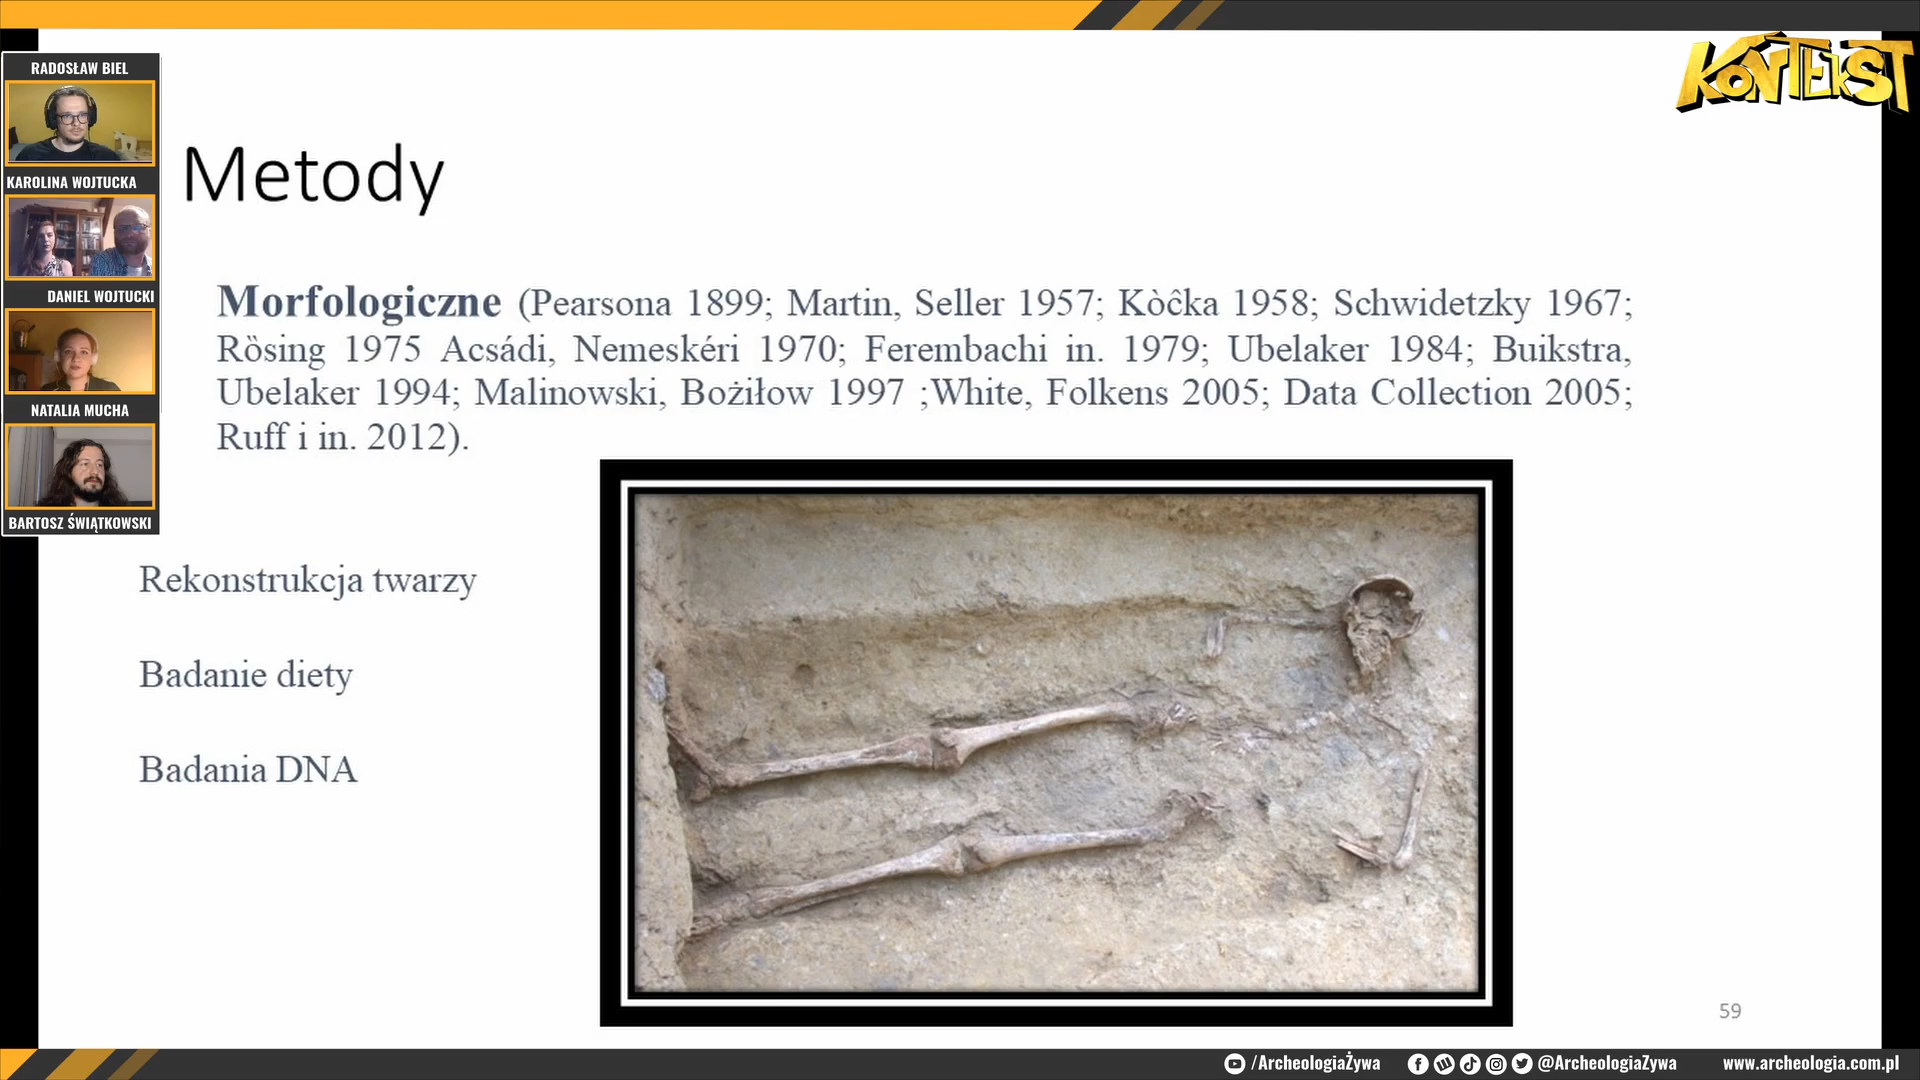 KONTEKST
RADOSŁAW BIEL
KAROLINA WOJTUCKA
DANIEL WOJTUCKI
NATALIA MUCHA
BARTOSZ ŚWIĄTKOWSKI
Metody
Morfologiczne (Pearsona 1899; Martin, Seller 1957; Kòĉka 1958; Schwidetzky 1967;
Rȍsing 1975 Acsádi, Nemeskéri 1970; Ferembachi in. 1979; Ubelaker 1984; Buikstra,
Ubelaker 1994; Malinowski, Bożiłow 1997 ;White, Folkens 2005; Data Collection 2005;
Ruff i in. 2012).
Rekonstrukcja twarzy
Badanie diety
Badania DNA
59
/ArcheologiaŻywa @ArcheologiaZywa www.archeologia.com.pl